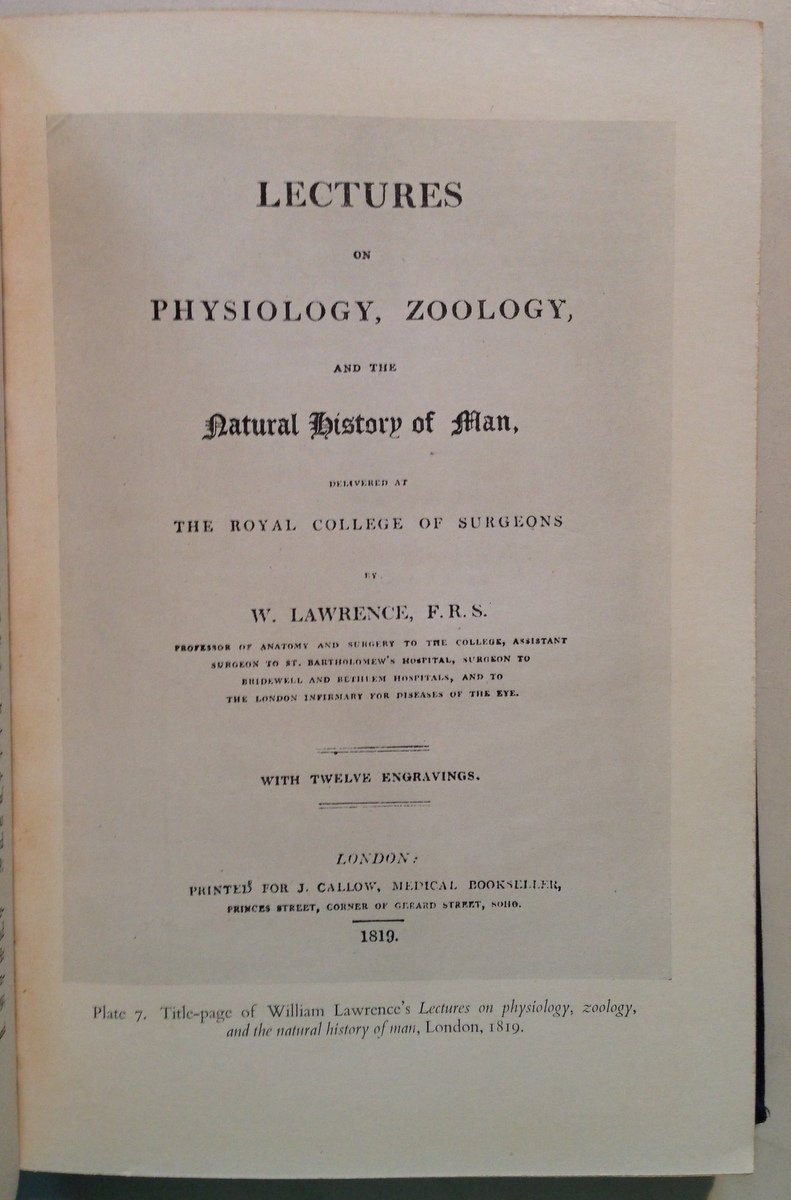 LECTURES
ON
PHYSIOLOGY, ZOOLOGY,
AND THE
Natural History of Man,
DELIVERED AT
THE ROYAL COLLEGE OF SURGEONS
BY
W. LAWRENCE, F.R.S.
PROFESSOR OF ANATOMY AND SURGERY TO THE COLLEGE, ASSISTANT
SURGEON TO ST. BARTHOLOMEW'S HOSPITAL, SURGEON TO
BRIDEWELL AND BETHLEM HOSPITALS, AND TO
THE LONDON INFIRMARY FOR DISEASES OF THE EYE.
WITH TWELVE ENGRAVINGS.
LONDON:
PRINTED FOR J. CALLOW, MEDICAL BOOKSELLER,
PRINCES STREET, CORNER OF GERARD STREET, SOHO.
1819.
Plate 7. Title-page of William Lawrence's Lectures on physiology, zoology,
and the natural history of man, London, 1819.